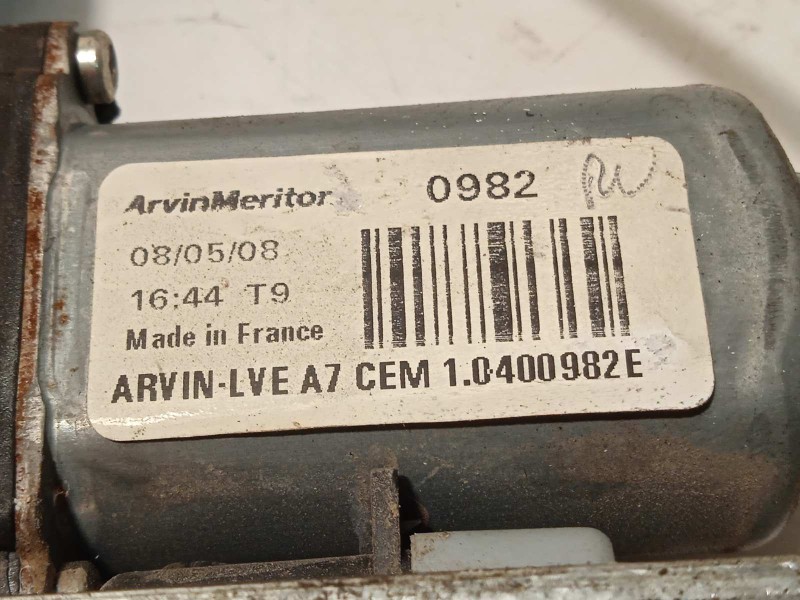 ArvinMeritor 0982
08/05/08
16:44 T9
Made in France
ARVIN-LVE A7 CEM 1.0400982E